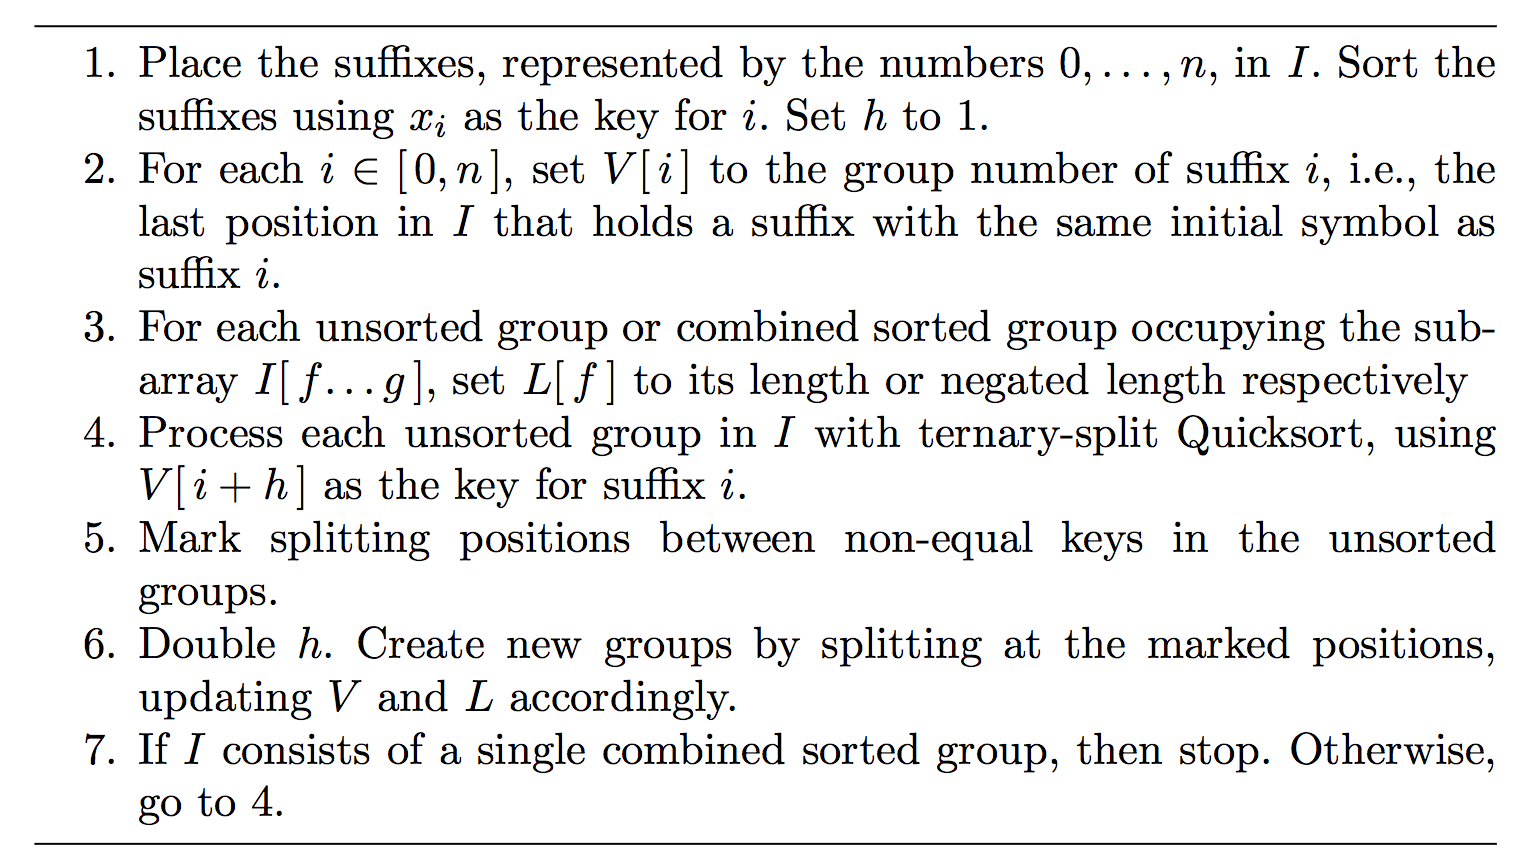 1. Place the suffixes, represented by the numbers 0, . . . , n, in I. Sort the
suffixes using xᵢ as the key for i. Set h to 1.
2. For each i ∈ [0, n], set V[i] to the group number of suffix i, i.e., the
last position in I that holds a suffix with the same initial symbol as
suffix i.
3. For each unsorted group or combined sorted group occupying the sub-
array I[f . . . g], set L[f] to its length or negated length respectively
4. Process each unsorted group in I with ternary-split Quicksort, using
V[i + h] as the key for suffix i.
5. Mark splitting positions between non-equal keys in the unsorted
groups.
6. Double h. Create new groups by splitting at the marked positions,
updating V and L accordingly.
7. If I consists of a single combined sorted group, then stop. Otherwise,
go to 4.